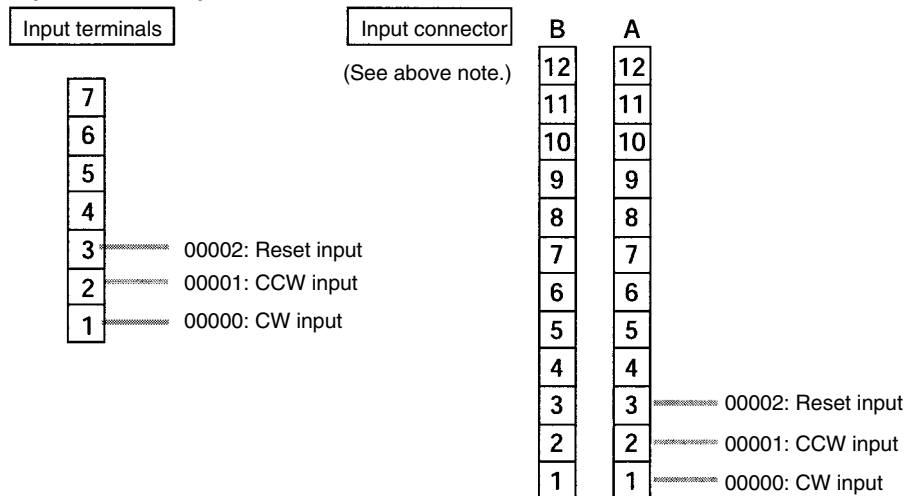 Input terminals
7
6
5
4
3 00002: Reset input
2 00001: CCW input
1 00000: CW input
Input connector
(See above note.)
B A
12 12
11 11
10 10
9 9
8 8
7 7
6 6
5 5
4 4
3 3 00002: Reset input
2 2 00001: CCW input
1 1 00000: CW input